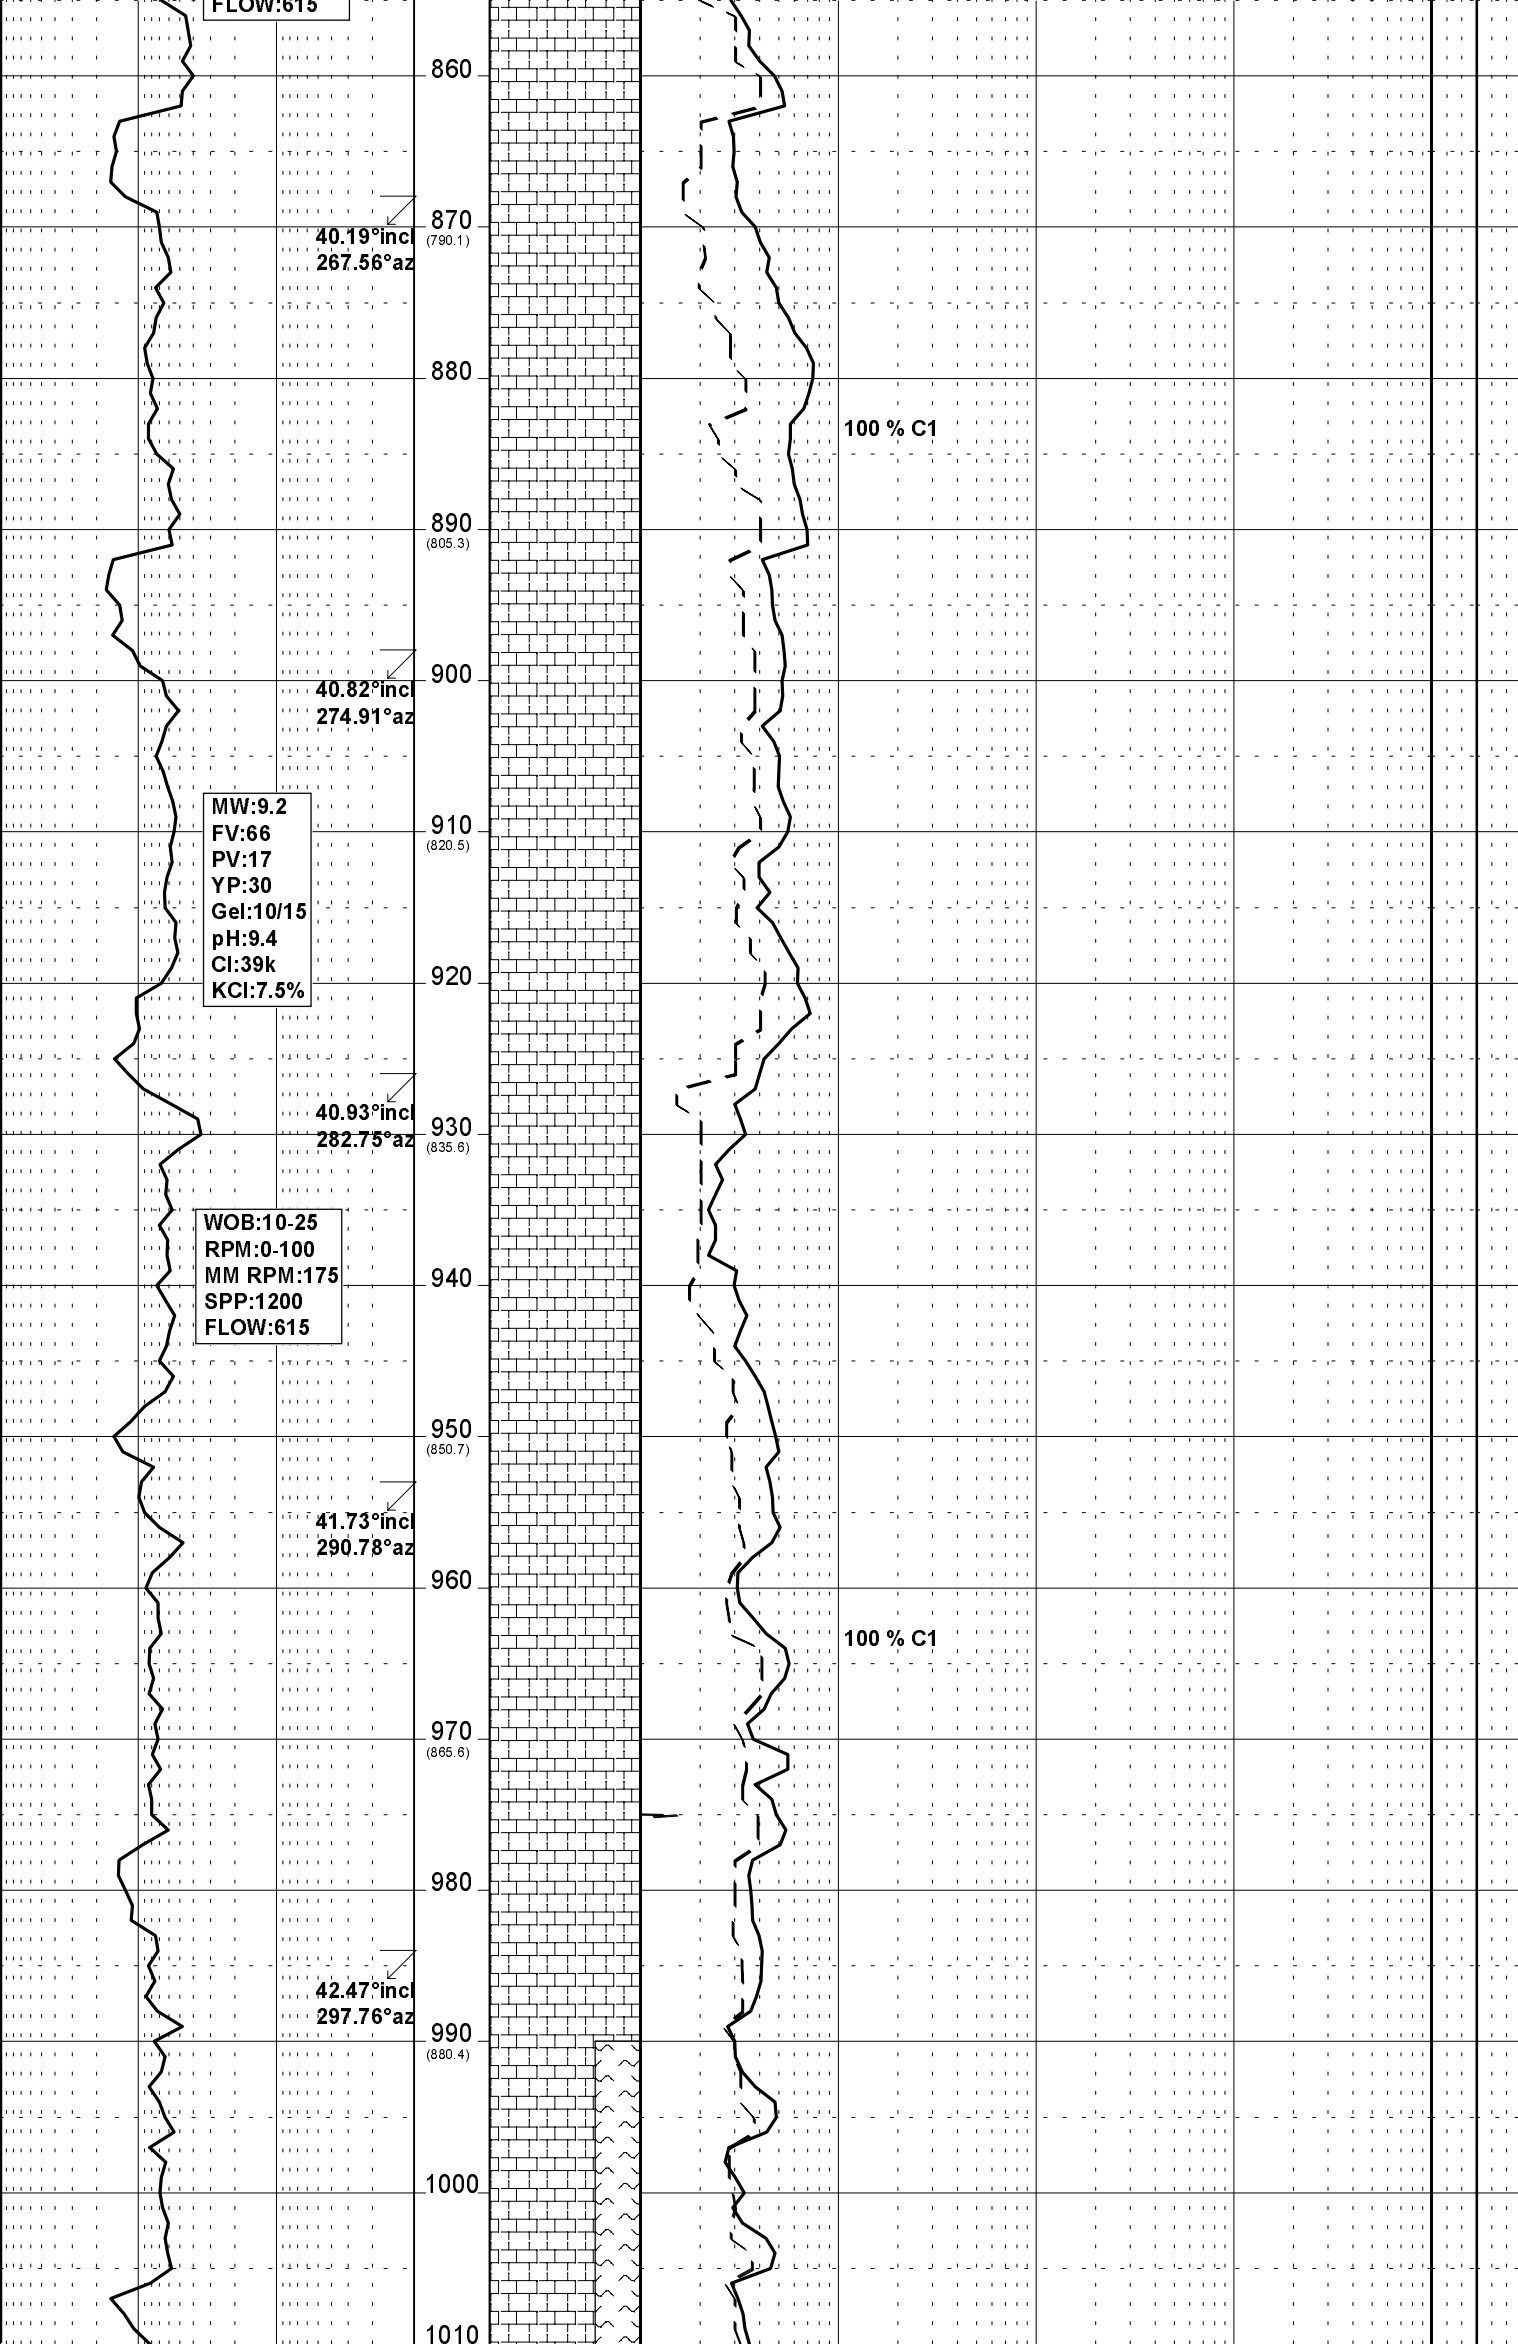 FLOW:615
860
870
(790.1)
40.19°incl
267.56°az
880
100 % C1
890
(805.3)
900
40.82°incl
274.91°az
MW:9.2
FV:66
PV:17
YP:30
Gel:10/15
pH:9.4
Cl:39k
KCl:7.5%
910
(820.5)
920
40.93°incl
282.75°az
930
(835.6)
WOB:10-25
RPM:0-100
MM RPM:175
SPP:1200
FLOW:615
940
950
(850.7)
41.73°incl
290.78°az
960
100 % C1
970
(865.6)
980
42.47°incl
297.76°az
990
(880.4)
1000
1010